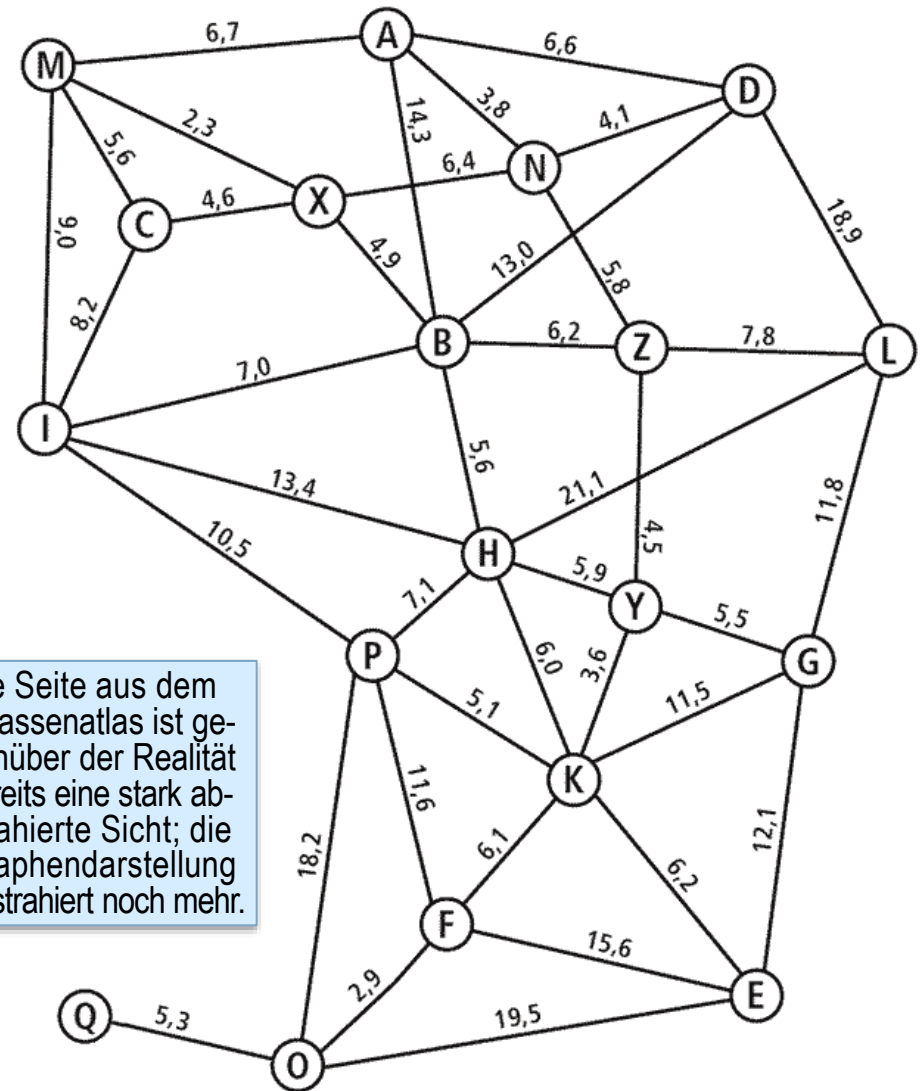 6,7
A
6,6
M
D
14,3
3,8
2,3
4,1
5,6
6,4
N
X
4,6
C
18,9
9,0
4,9
13,0
5,8
8,2
B
6,2
Z
7,8
L
7,0
I
5,6
13,4
21,1
11,8
10,5
4,5
H
5,9
Y
7,1
5,5
6,0
3,9
P
G
5,1
11,5
e Seite aus dem
assenatlas ist ge-
nüber der Realität
reits eine stark ab-
ahierte Sicht; die
aphendarstellung
strahiert noch mehr.
K
11,6
18,2
6,1
6,2
12,1
F
15,6
2,9
E
Q
5,3
19,5
O